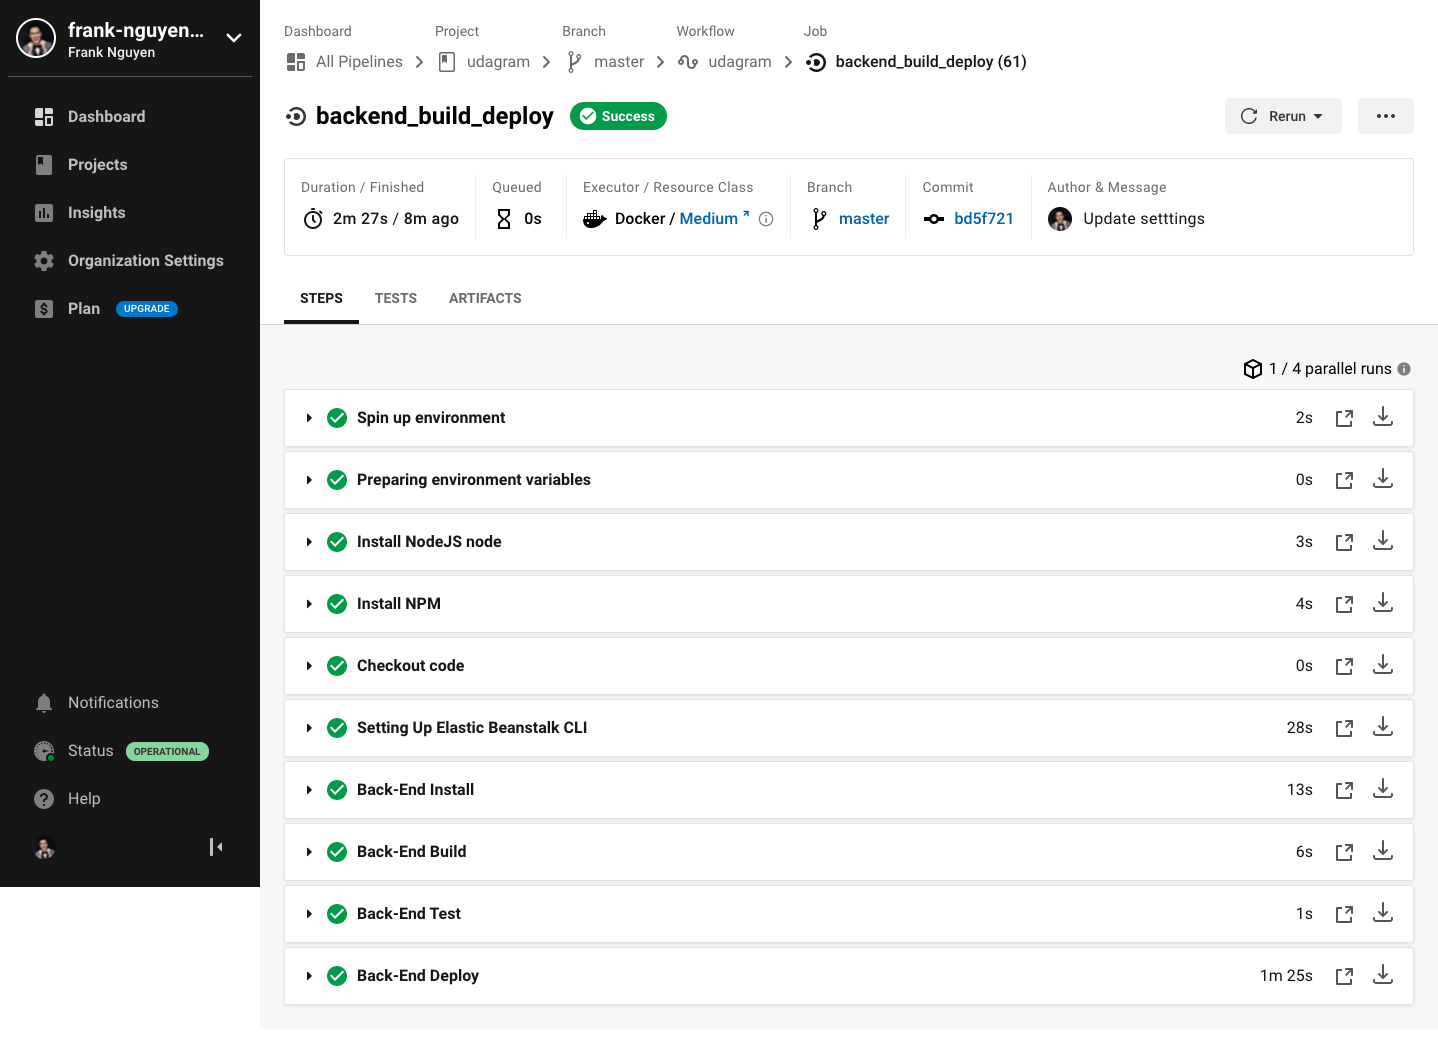 frank-nguyen...
Frank Nguyen
Dashboard
Projects
Insights
Organization Settings
Plan UPGRADE
Notifications
Status OPERATIONAL
Help
Dashboard Project Branch Workflow Job
All Pipelines udagram master udagram backend_build_deploy (61)
backend_build_deploy Success Rerun
Duration / Finished Queued Executor / Resource Class Branch Commit Author & Message
2m 27s / 8m ago 0s Docker / Medium master bd5f721 Update setttings
STEPS TESTS ARTIFACTS
1 / 4 parallel runs
Spin up environment 2s
Preparing environment variables 0s
Install NodeJS node 3s
Install NPM 4s
Checkout code 0s
Setting Up Elastic Beanstalk CLI 28s
Back-End Install 13s
Back-End Build 6s
Back-End Test 1s
Back-End Deploy 1m 25s